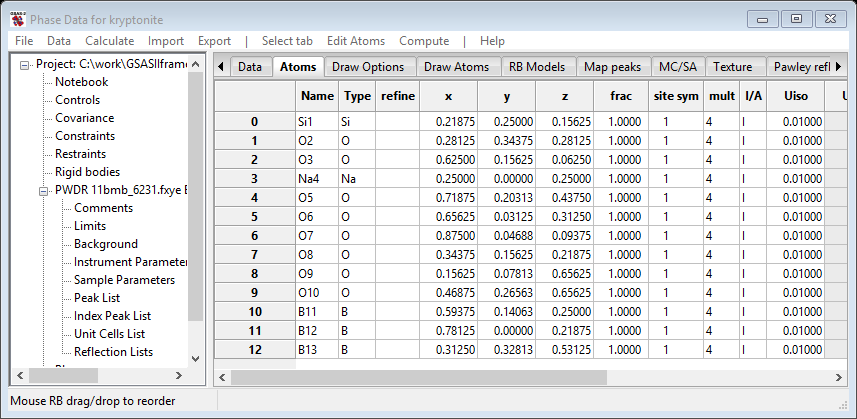 Phase Data for kryptonite
File Data Calculate Import Export | Select tab Edit Atoms Compute | Help
Project: C:\work\GSASIIframe
Notebook
Controls
Covariance
Constraints
Restraints
Rigid bodies
PWDR 11bmb_6231.fxye
Comments
Limits
Background
Instrument Parameter
Sample Parameters
Peak List
Index Peak List
Unit Cells List
Reflection Lists
Data Atoms Draw Options Draw Atoms RB Models Map peaks MC/SA Texture Pawley refl
Name Type refine x y z frac site sym mult I/A Uiso U
0 Si1 Si 0.21875 0.25000 0.15625 1.0000 1 4 I 0.01000
1 O2 O 0.28125 0.34375 0.28125 1.0000 1 4 I 0.01000
2 O3 O 0.62500 0.15625 0.06250 1.0000 1 4 I 0.01000
3 Na4 Na 0.25000 0.00000 0.25000 1.0000 1 4 I 0.01000
4 O5 O 0.71875 0.20313 0.43750 1.0000 1 4 I 0.01000
5 O6 O 0.65625 0.03125 0.31250 1.0000 1 4 I 0.01000
6 O7 O 0.87500 0.04688 0.09375 1.0000 1 4 I 0.01000
7 O8 O 0.34375 0.15625 0.21875 1.0000 1 4 I 0.01000
8 O9 O 0.15625 0.07813 0.65625 1.0000 1 4 I 0.01000
9 O10 O 0.46875 0.26563 0.65625 1.0000 1 4 I 0.01000
10 B11 B 0.59375 0.14063 0.25000 1.0000 1 4 I 0.01000
11 B12 B 0.78125 0.00000 0.21875 1.0000 1 4 I 0.01000
12 B13 B 0.31250 0.32813 0.53125 1.0000 1 4 I 0.01000
Mouse RB drag/drop to reorder